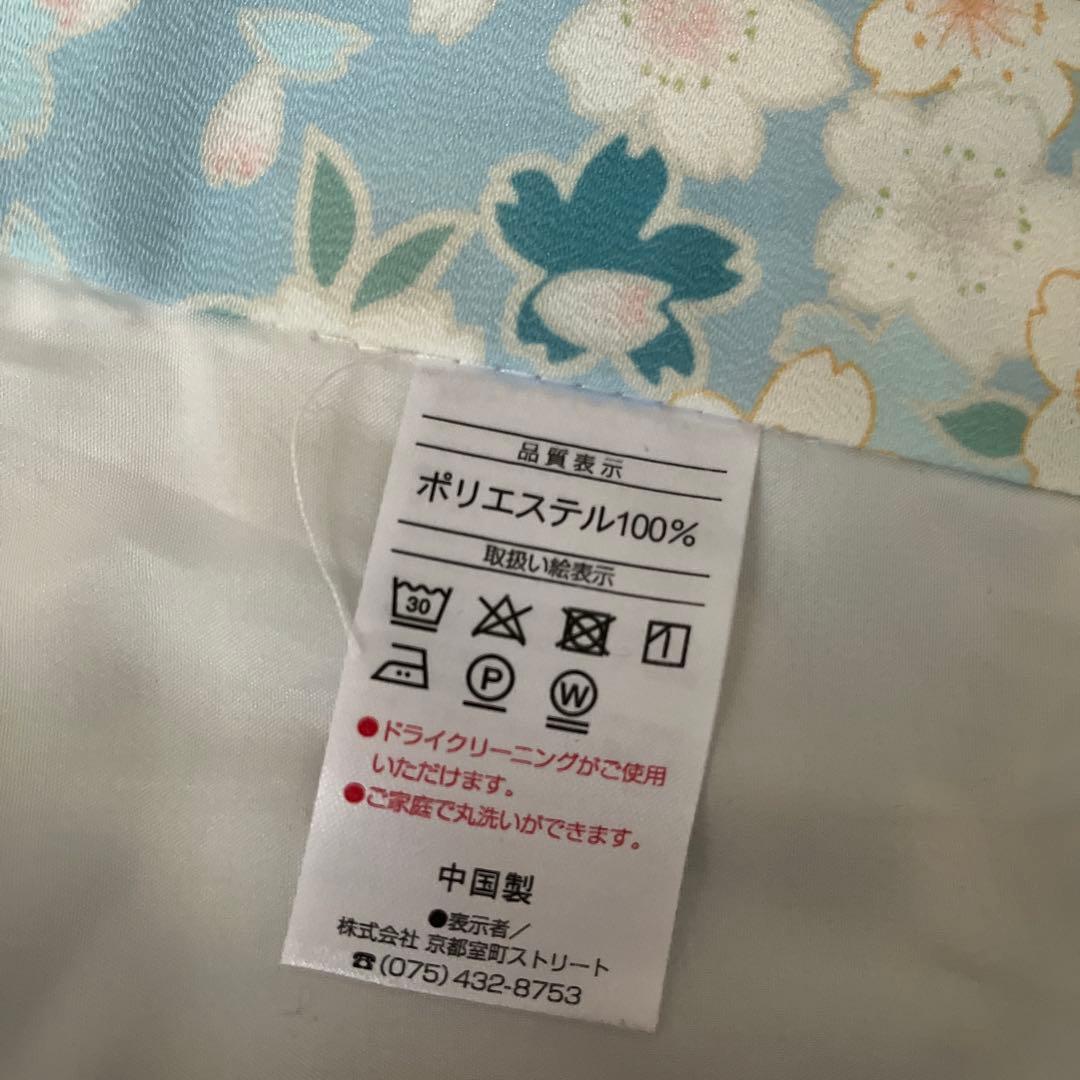 品質表示
ポリエステル100%
取扱い絵表示
30
P W
●ドライクリーニングがご使用
いただけます。
●ご家庭で丸洗いができます。
中国製
●表示者/
株式会社 京都室町ストリート
☎(075)432-8753